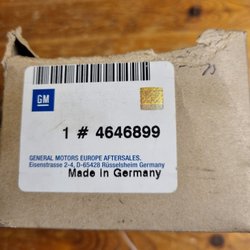 GM
1 # 4646899
GENERAL MOTORS EUROPE AFTERSALES.
Eisenstrasse 2-4, D-65428 Rüsselsheim Germany
Made in Germany